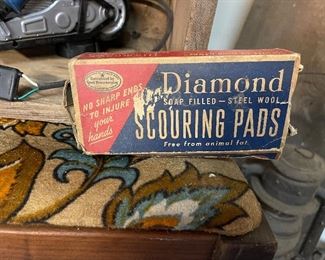 NO SHARP ENDS
TO INJURE
your
hands
Diamond
SOAP FILLED - STEEL WOOL
SCOURING PADS
Free from animal fat.